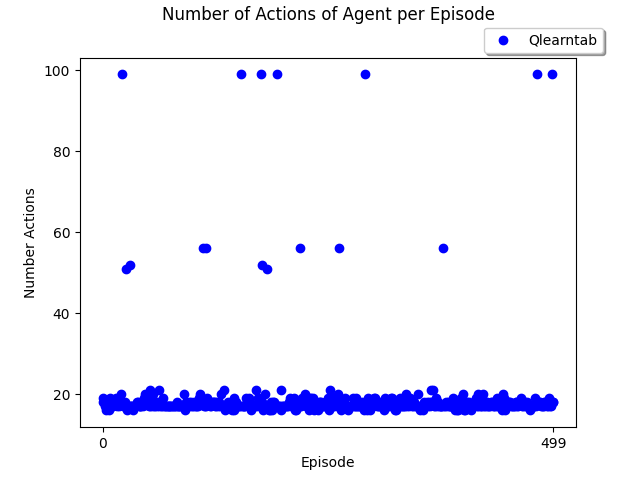 Number of Actions of Agent per Episode
Qlearntab
100
80
60
40
20
Number Actions
0
499
Episode